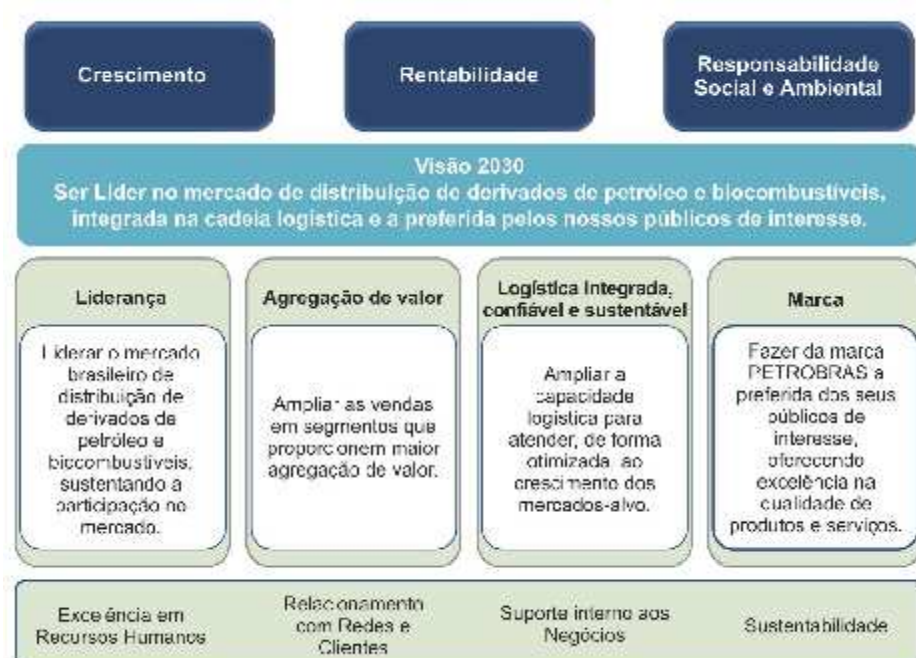 Crescimento
Rentabilidade
Responsabilidade
Social e Ambiental
Visão 2030
Ser Líder no mercado de distribuição de derivados de petróleo e biocombustíveis,
integrada na cadeia logística e a preferida pelos nossos públicos de interesse.
Liderança
Liderar o mercado
brasileiro de
distribuição de
derivados de
petróleo e
biocombustíveis,
sustentando a
participação no
mercado.
Agregação de valor
Ampliar as vendas
em segmentos que
proporcionem maior
agregação de valor.
Logística Integrada,
confiável e sustentável
Ampliar a
capacidade
logística para
atender, de forma
otimizada, ao
crescimento dos
mercados-alvo.
Marca
Fazer da marca
PETROBRAS a
preferida dos seus
públicos de
interesse,
oferecendo
excelência na
qualidade de
produtos e serviços.
Excelência em
Recursos Humanos
Relacionamento
com Redes e
Clientes
Suporte interno aos
Negócios
Sustentabilidade